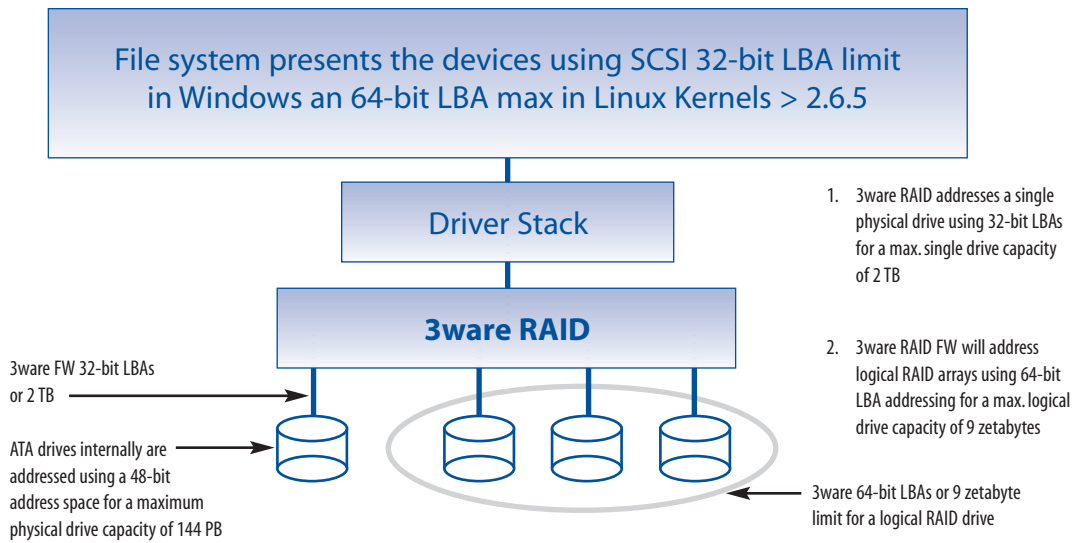 File system presents the devices using SCSI 32-bit LBA limit
in Windows an 64-bit LBA max in Linux Kernels > 2.6.5
Driver Stack
3ware RAID
1. 3ware RAID addresses a single
physical drive using 32-bit LBAs
for a max. single drive capacity
of 2 TB
2. 3ware RAID FW will address
logical RAID arrays using 64-bit
LBA addressing for a max. logical
drive capacity of 9 zetabytes
3ware FW 32-bit LBAs
or 2 TB
ATA drives internally are
addressed using a 48-bit
address space for a maximum
physical drive capacity of 144 PB
3ware 64-bit LBAs or 9 zetabyte
limit for a logical RAID drive